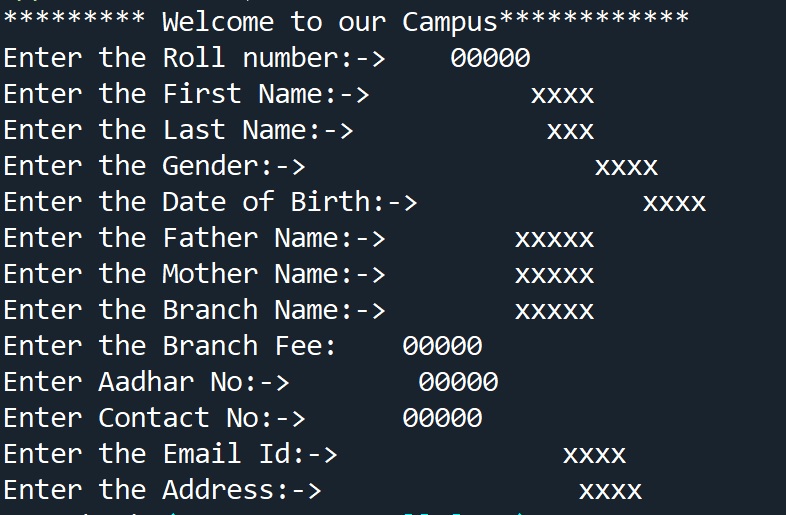 ********* Welcome to our Campus************
Enter the Roll number:-> 00000
Enter the First Name:-> xxxx
Enter the Last Name:-> xxx
Enter the Gender:-> xxxx
Enter the Date of Birth:-> xxxx
Enter the Father Name:-> xxxxx
Enter the Mother Name:-> xxxxx
Enter the Branch Name:-> xxxxx
Enter the Branch Fee: 00000
Enter Aadhar No:-> 00000
Enter Contact No:-> 00000
Enter the Email Id:-> xxxx
Enter the Address:-> xxxx